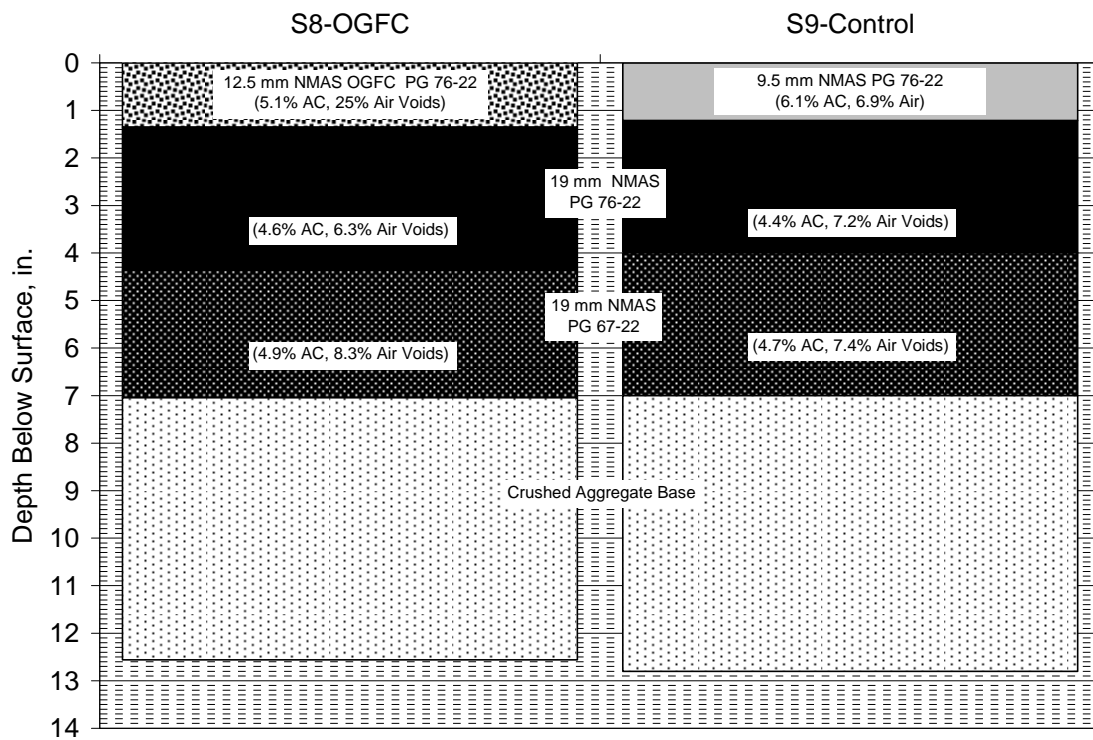 S8-OGFC
S9-Control
0
1
2
3
4
5
6
7
8
9
10
11
12
13
14
Depth Below Surface, in.
12.5 mm NMAS OGFC PG 76-22
(5.1% AC, 25% Air Voids)
9.5 mm NMAS PG 76-22
(6.1% AC, 6.9% Air)
19 mm NMAS
PG 76-22
(4.6% AC, 6.3% Air Voids)
(4.4% AC, 7.2% Air Voids)
19 mm NMAS
PG 67-22
(4.9% AC, 8.3% Air Voids)
(4.7% AC, 7.4% Air Voids)
Crushed Aggregate Base